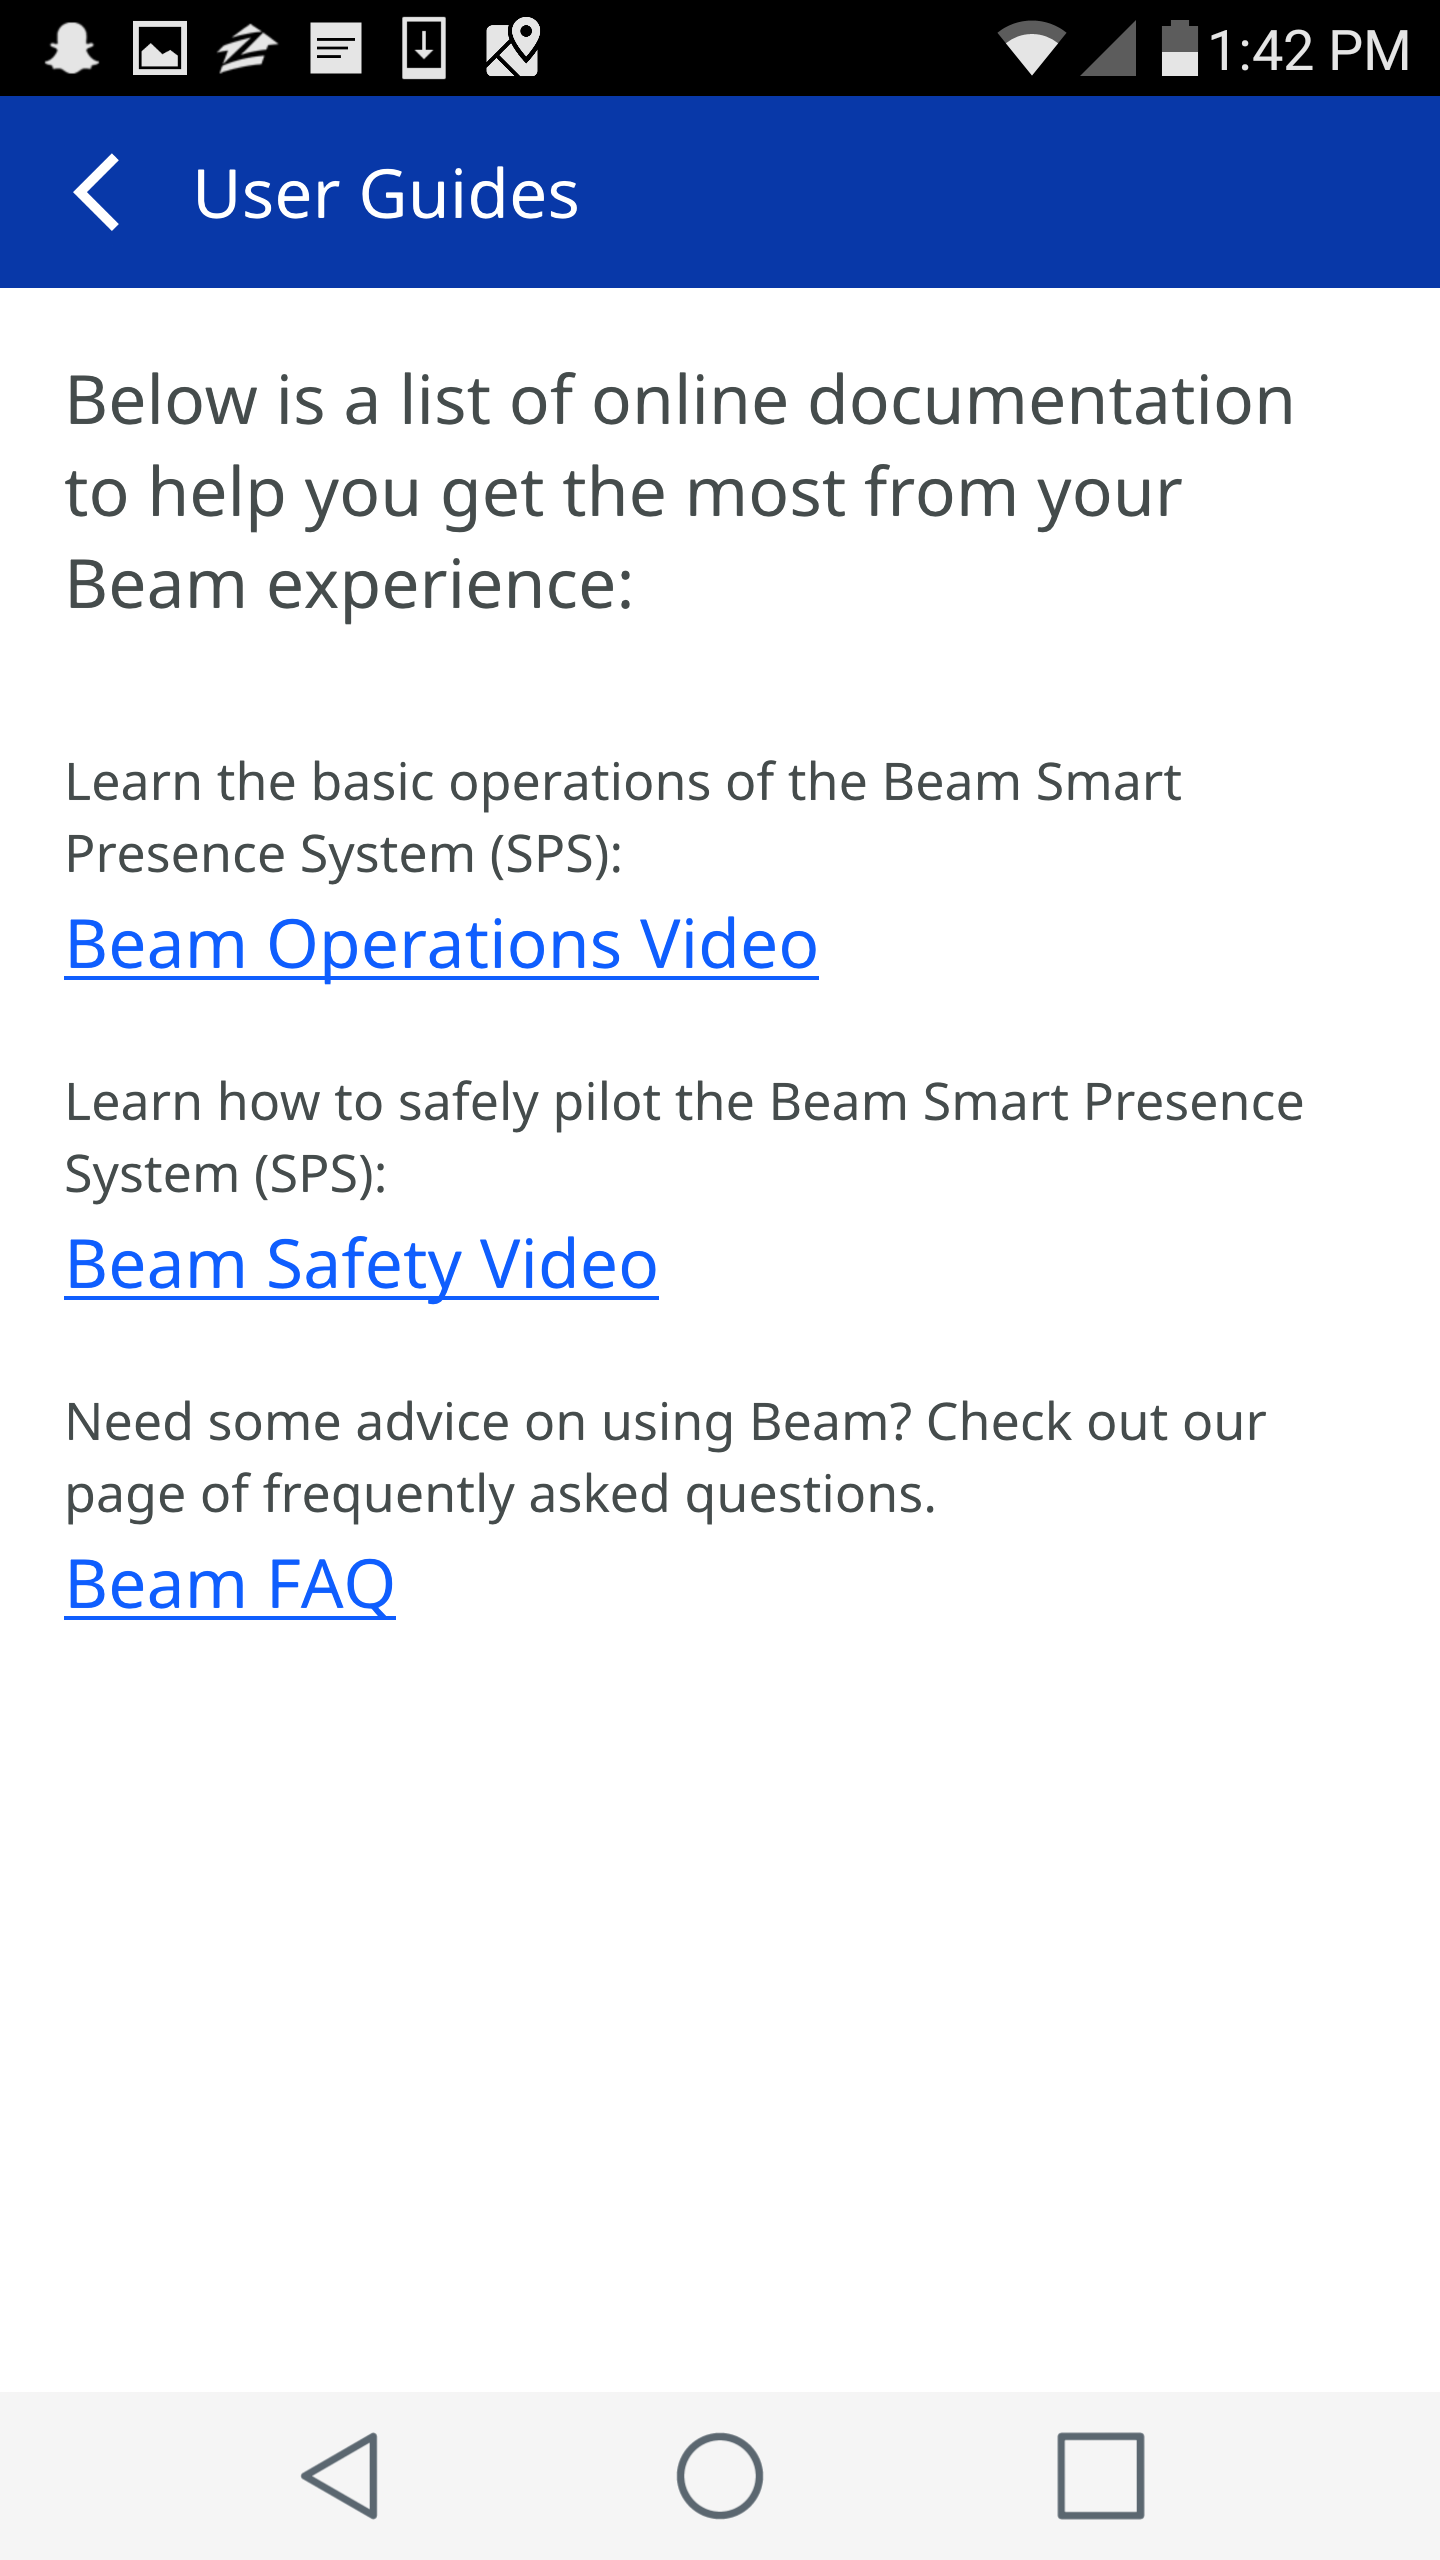 1:42 PM
User Guides
Below is a list of online documentation
to help you get the most from your
Beam experience:
Learn the basic operations of the Beam Smart
Presence System (SPS):
Beam Operations Video
Learn how to safely pilot the Beam Smart Presence
System (SPS):
Beam Safety Video
Need some advice on using Beam? Check out our
page of frequently asked questions.
Beam FAQ